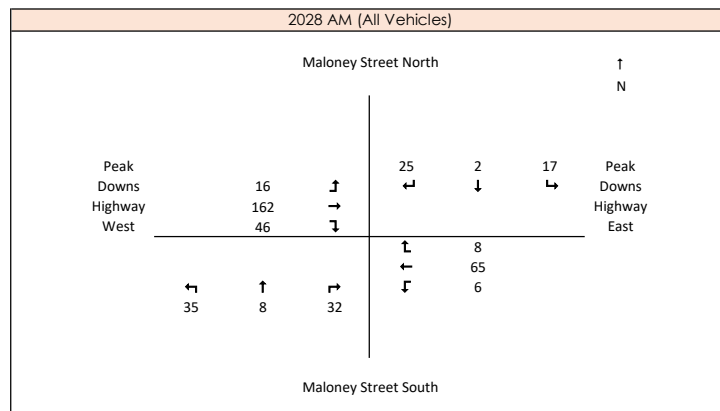 2028 AM (All Vehicles)
Maloney Street North
↑
N
Peak 25 2 17 Peak
Downs 16 ⮥ ↵ ↓ ↳ Downs
Highway 162 → Highway
West 46 ⮧ East
⮤ 8
← 65
⮦ 6
↰ ↑ ↱
35 8 32
Maloney Street South